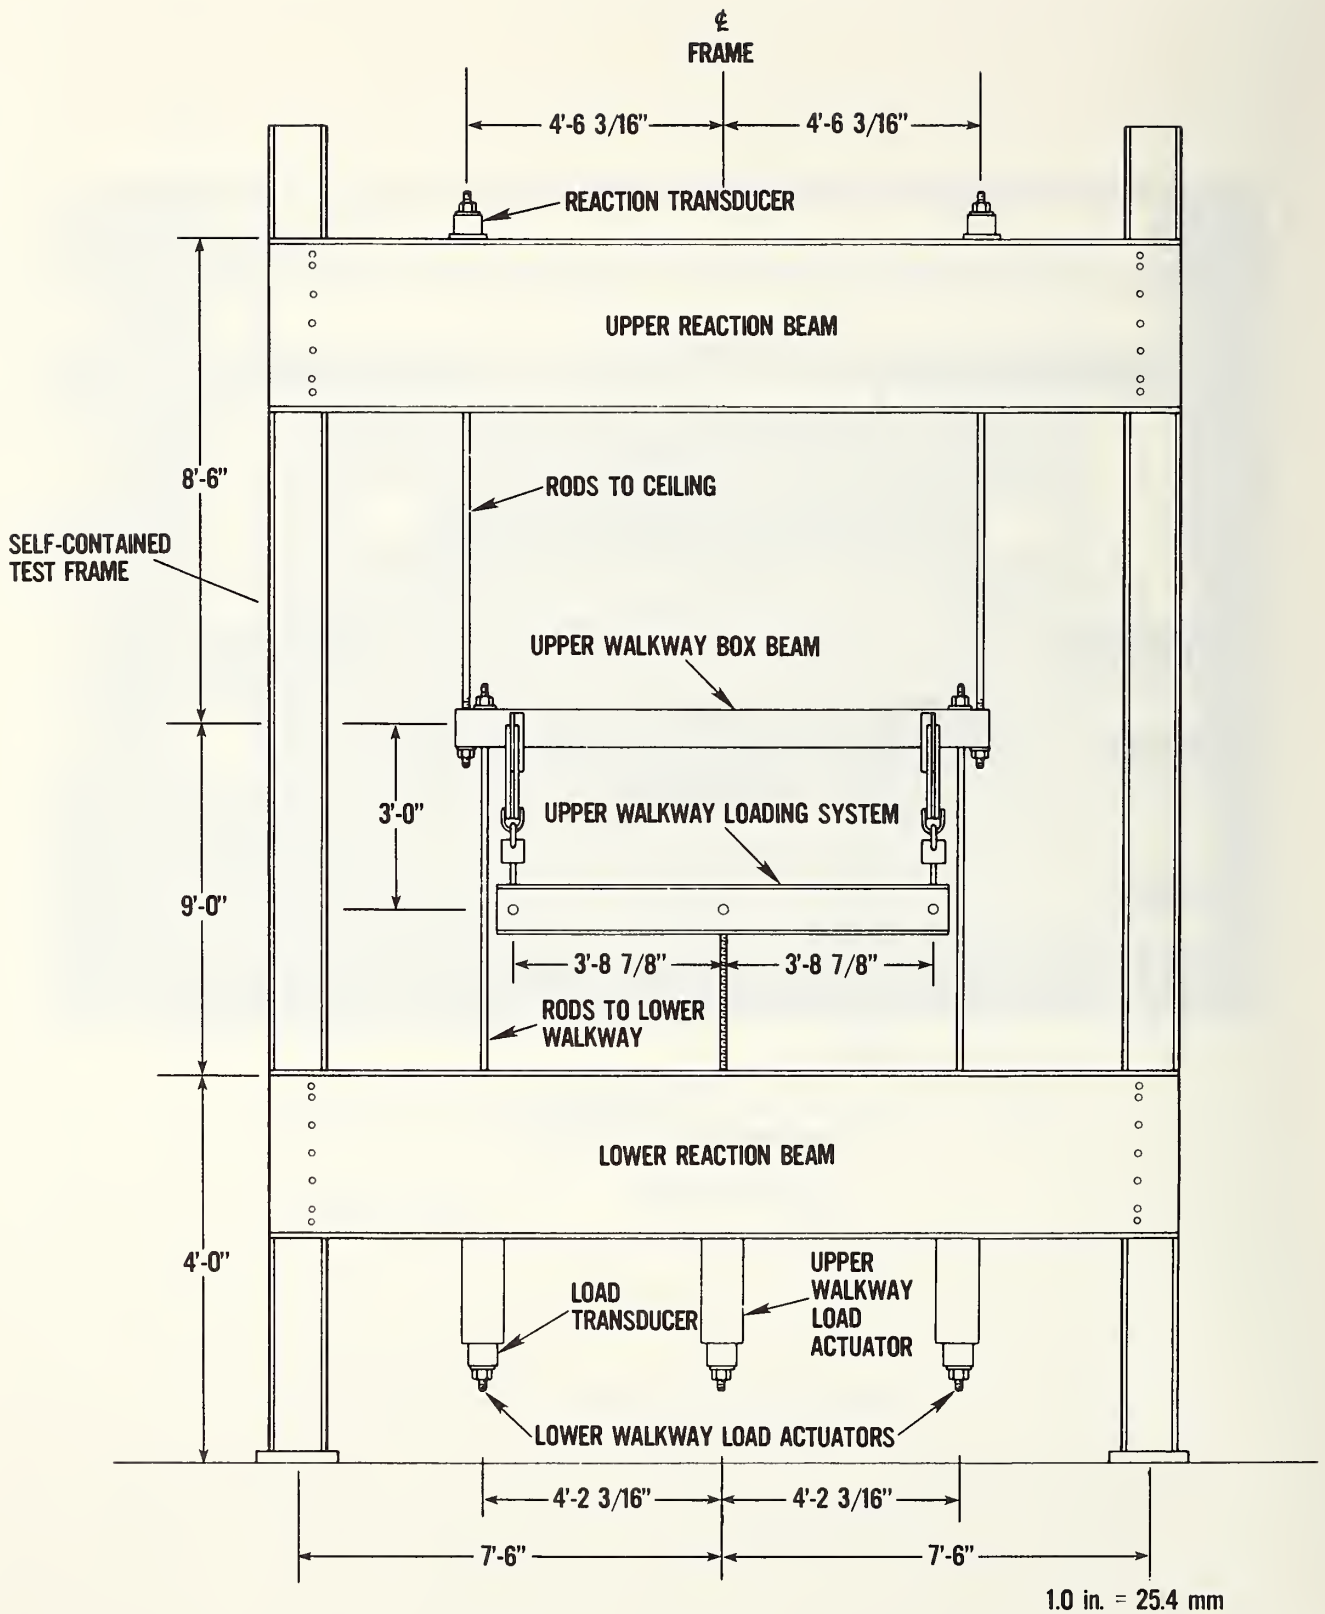 ℄
FRAME
4'-6 3/16"
4'-6 3/16"
REACTION TRANSDUCER
UPPER REACTION BEAM
8'-6"
RODS TO CEILING
SELF-CONTAINED
TEST FRAME
UPPER WALKWAY BOX BEAM
3'-0"
UPPER WALKWAY LOADING SYSTEM
9'-0"
3'-8 7/8"
3'-8 7/8"
RODS TO LOWER
WALKWAY
LOWER REACTION BEAM
4'-0"
LOAD
TRANSDUCER
UPPER
WALKWAY
LOAD
ACTUATOR
LOWER WALKWAY LOAD ACTUATORS
4'-2 3/16"
4'-2 3/16"
7'-6"
7'-6"
1.0 in. = 25.4 mm